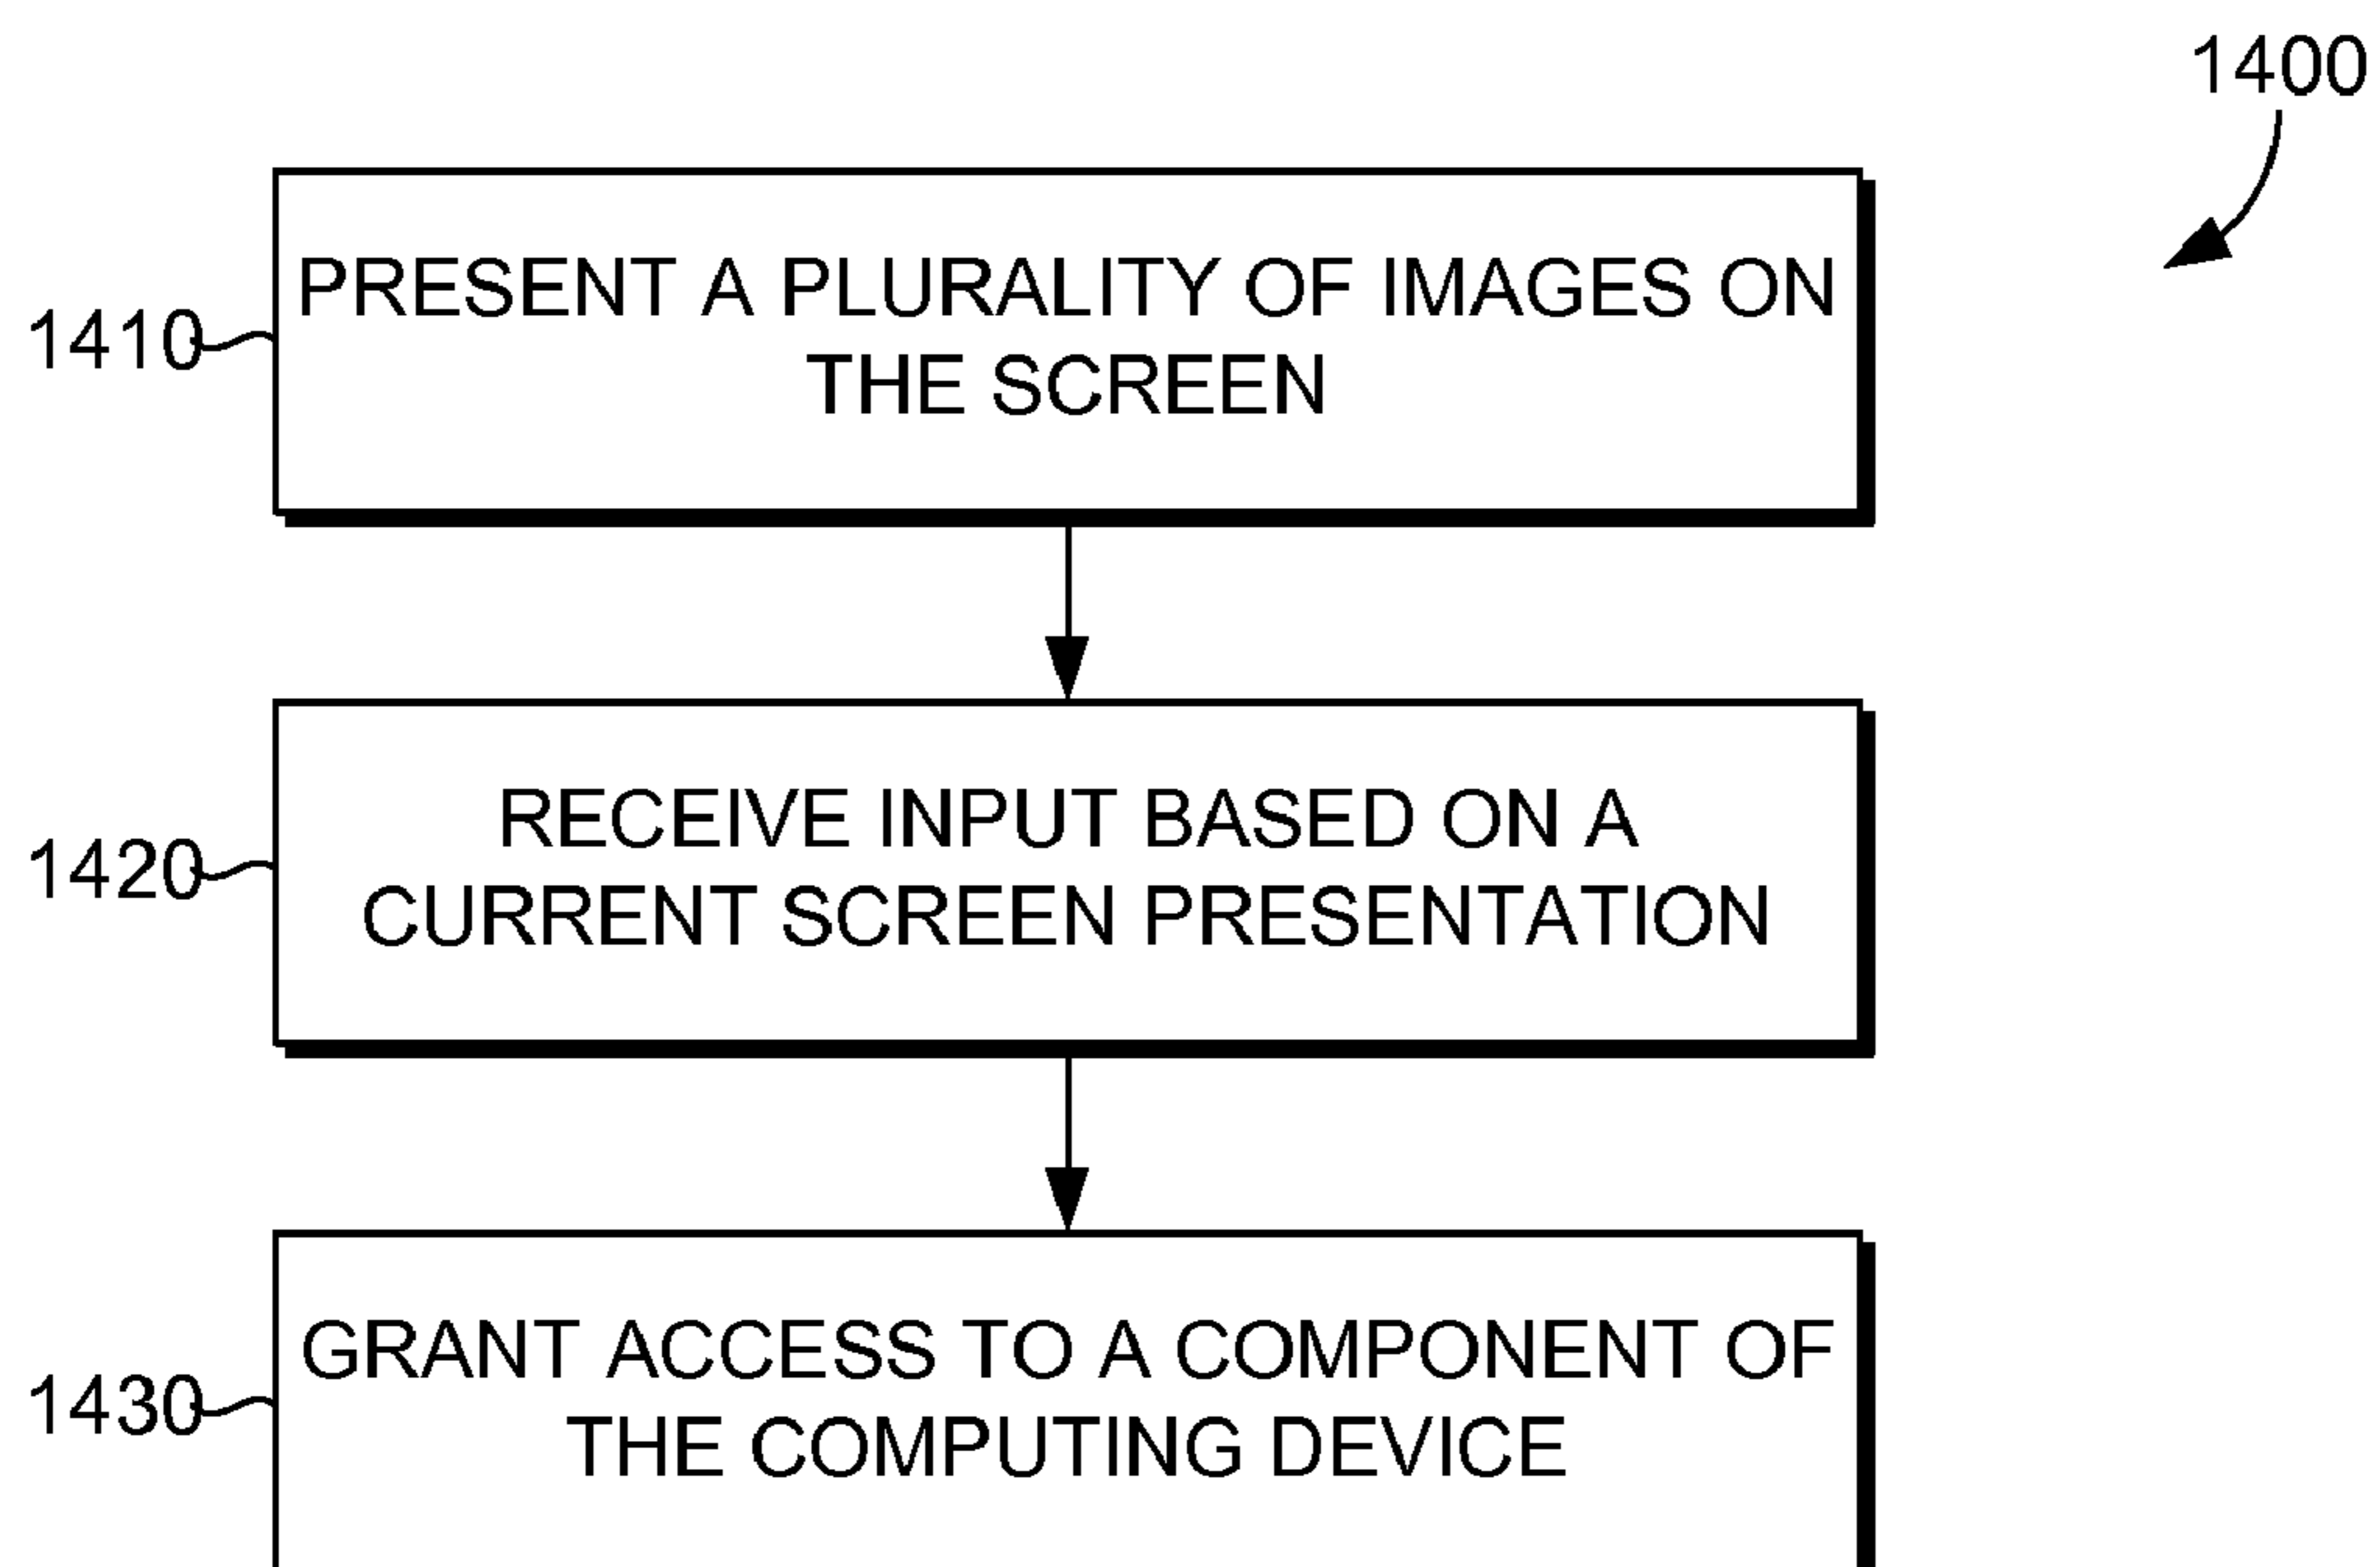 1400
PRESENT A PLURALITY OF IMAGES ON
THE SCREEN
1410
RECEIVE INPUT BASED ON A
CURRENT SCREEN PRESENTATION
1420
GRANT ACCESS TO A COMPONENT OF
THE COMPUTING DEVICE
1430